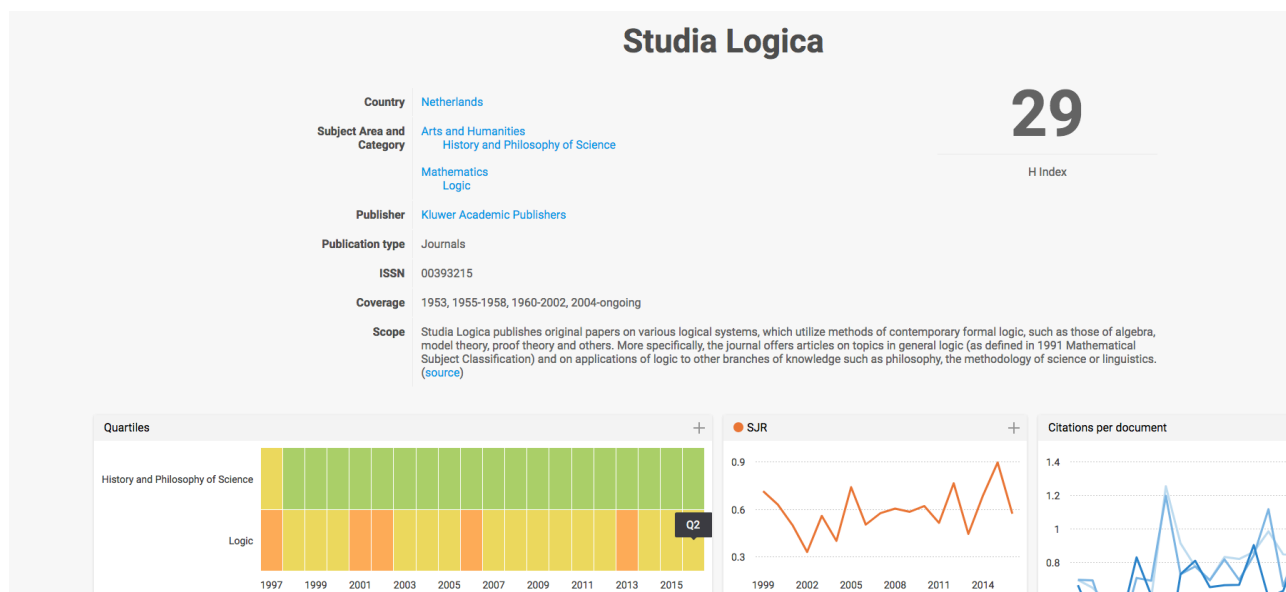 Studia Logica
Country
Netherlands
Subject Area and
Category
Arts and Humanities
History and Philosophy of Science
Mathematics
Logic
Publisher
Kluwer Academic Publishers
Publication type
Journals
ISSN
00393215
Coverage
1953, 1955-1958, 1960-2002, 2004-ongoing
Scope
Studia Logica publishes original papers on various logical systems, which utilize methods of contemporary formal logic, such as those of algebra,
model theory, proof theory and others. More specifically, the journal offers articles on topics in general logic (as defined in 1991 Mathematical
Subject Classification) and on applications of logic to other branches of knowledge such as philosophy, the methodology of science or linguistics.
(source)
29
H Index
Quartiles
History and Philosophy of Science
Logic
Q2
1997 1999 2001 2003 2005 2007 2009 2011 2013 2015
SJR
0.9
0.6
0.3
1999 2002 2005 2008 2011 2014
Citations per document
1.4
1.2
1
0.8